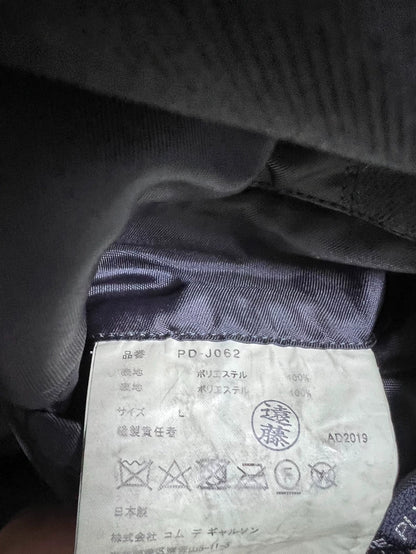 品番 PD-J062
表地 ポリエステル 100%
裏地 ポリエステル 100%
サイズ L
縫製責任者
遠藤
AD2019
日本製
株式会社 コム デ ギャルソン